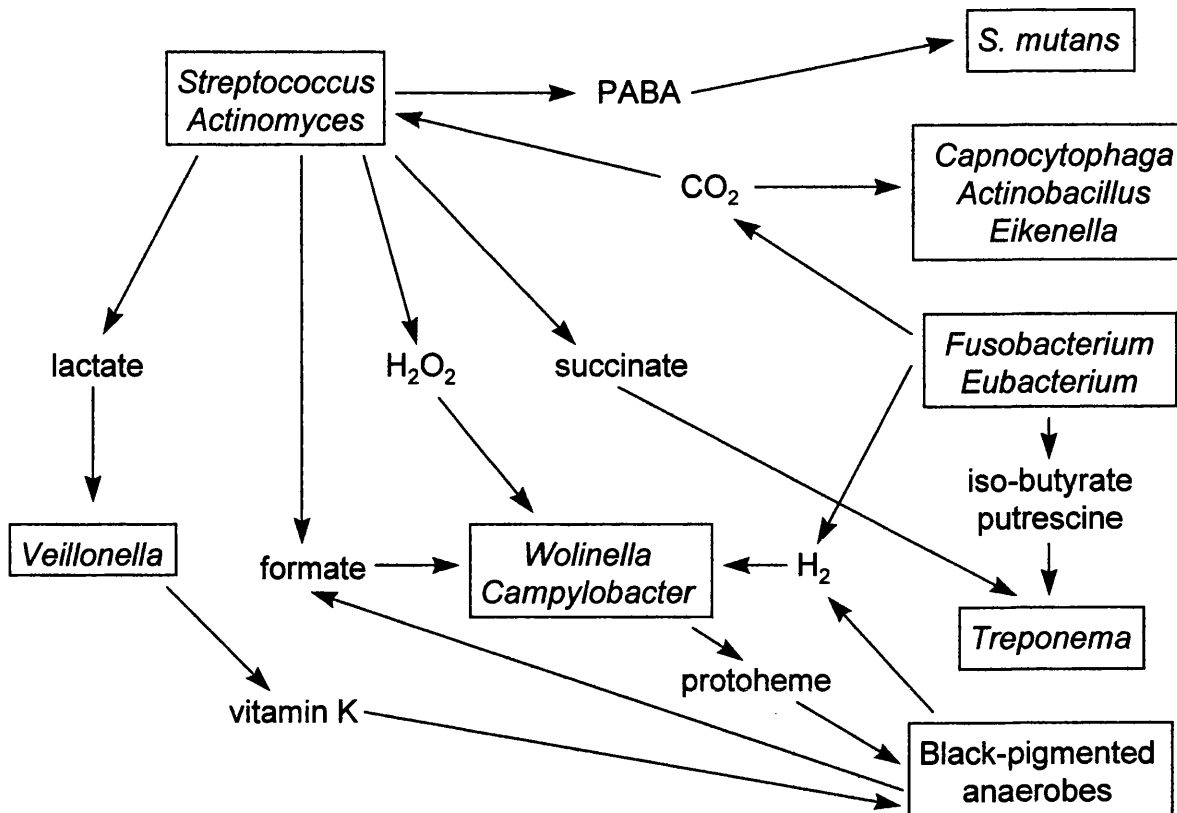 S. mutans
Streptococcus
Actinomyces
PABA
Capnocytophaga
Actinobacillus
Eikenella
CO₂
lactate
H₂O₂
succinate
Fusobacterium
Eubacterium
iso-butyrate
putrescine
Veillonella
formate
Wolinella
Campylobacter
H₂
Treponema
protoheme
vitamin K
Black-pigmented
anaerobes